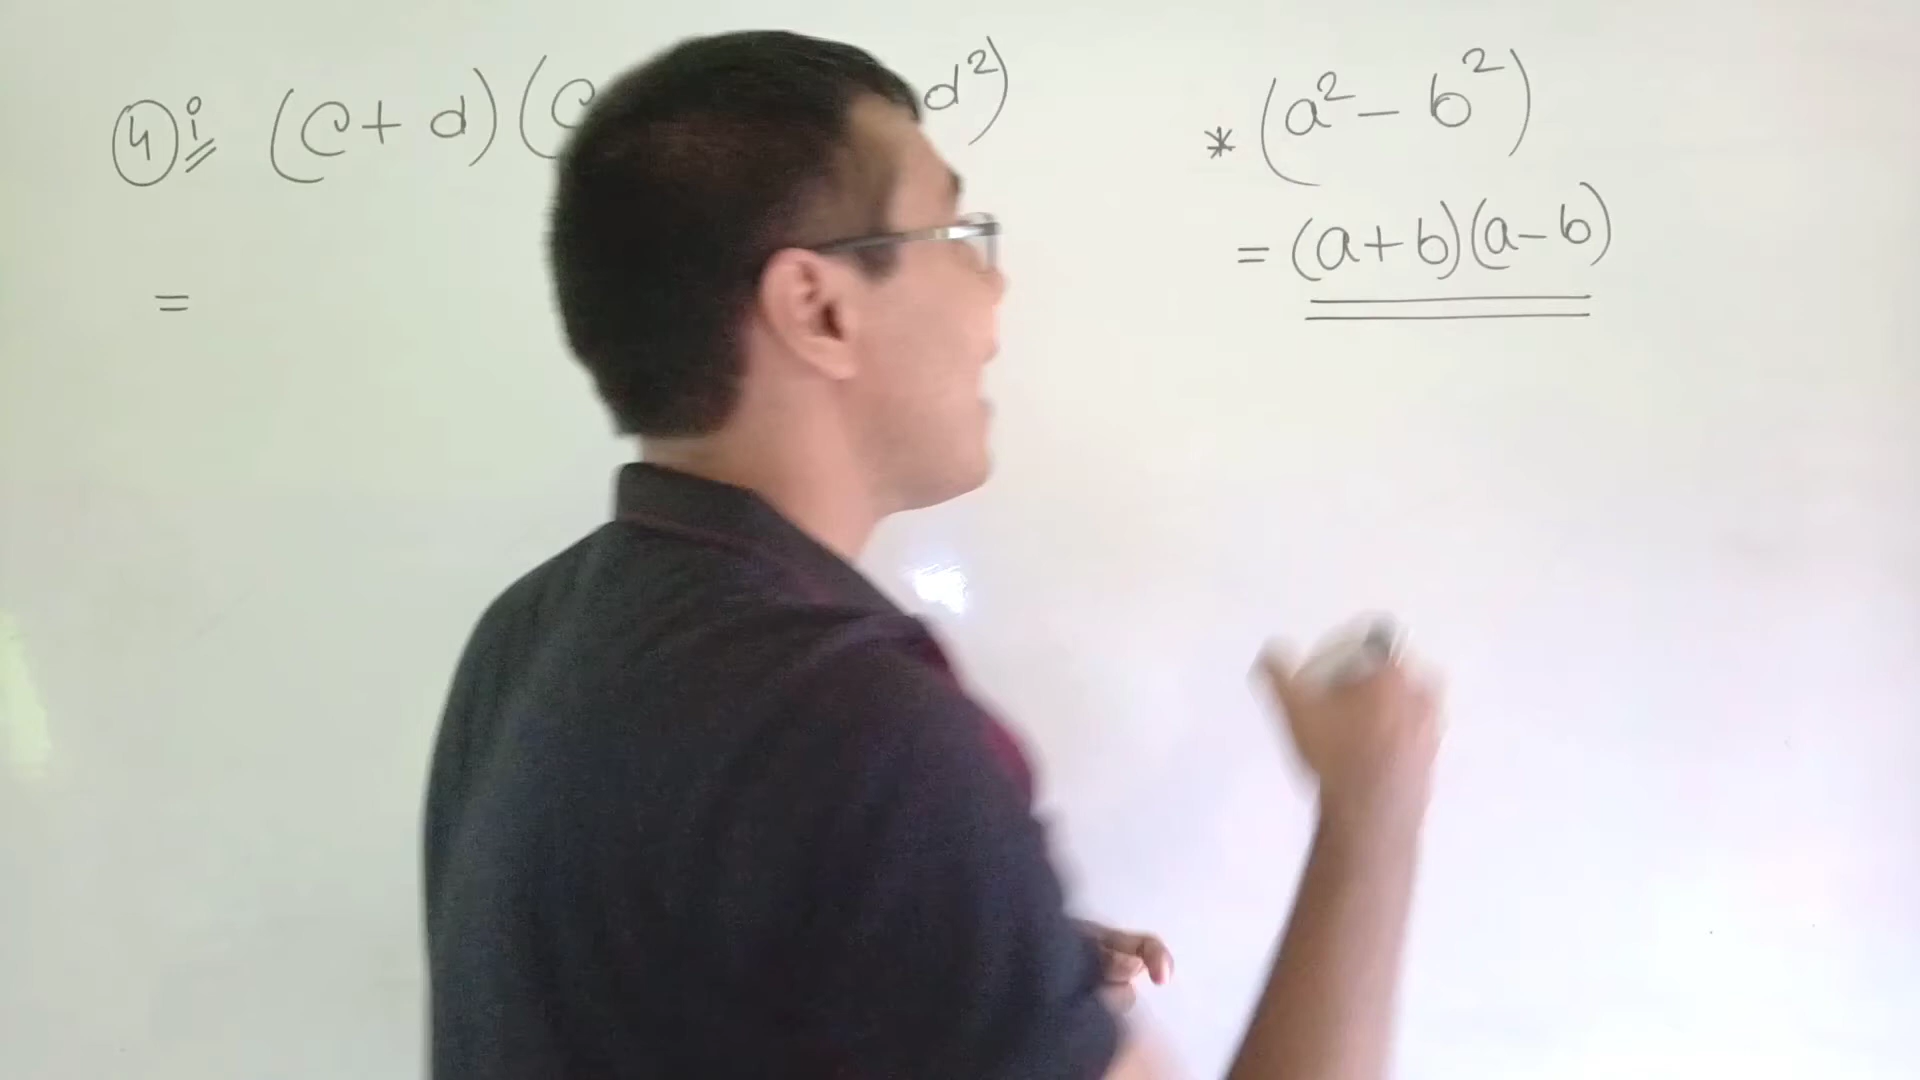 ④ i (c+d)(c d²)
=
* (a² - b²)
= (a+b)(a-b)